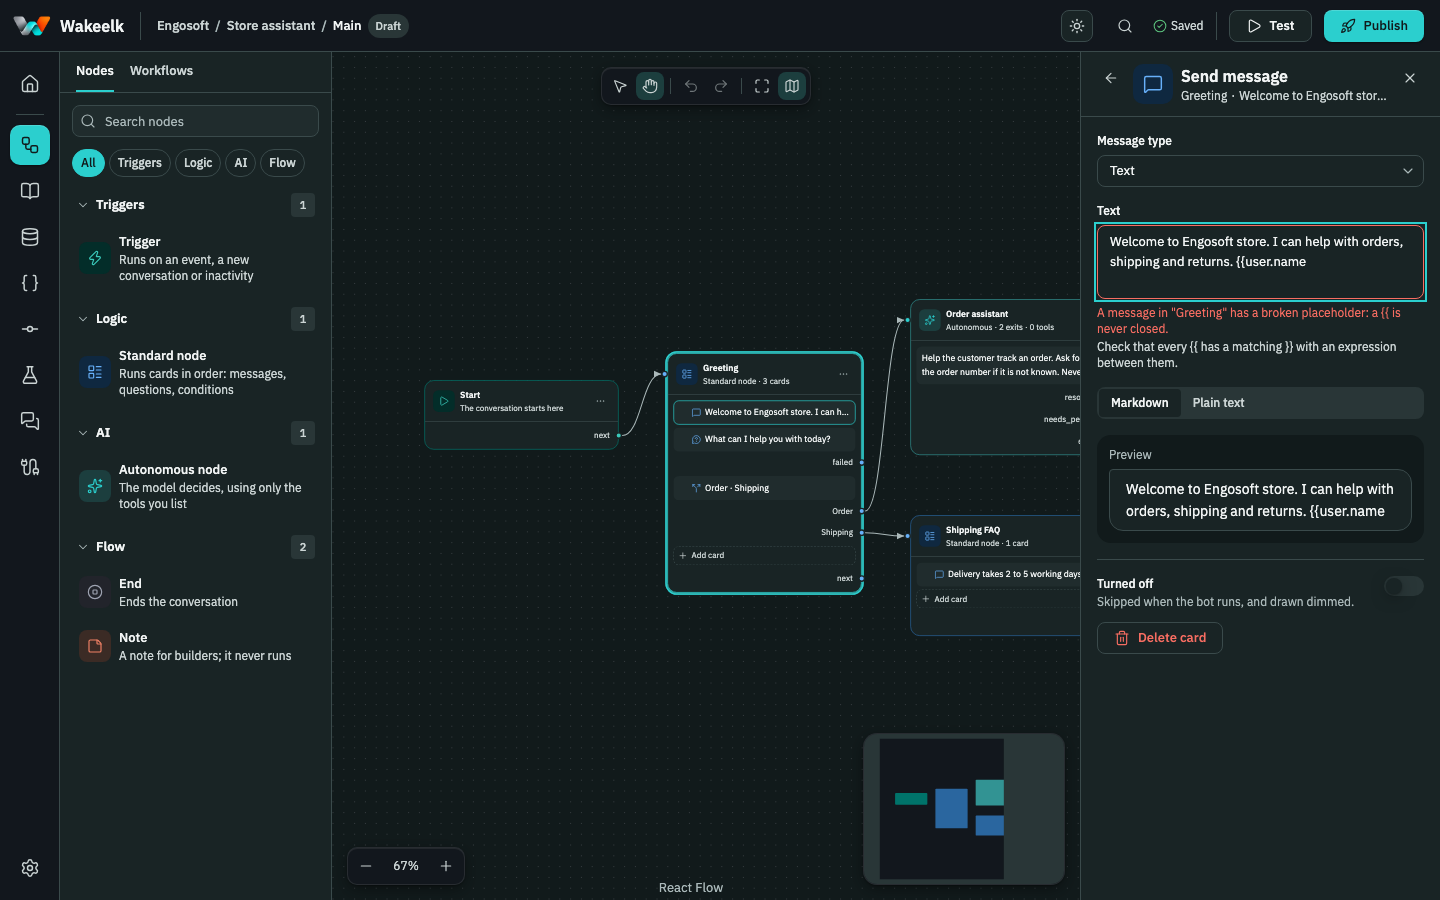 Wakeelk
Engosoft / Store assistant / Main Draft
Saved
Test
Publish
Nodes Workflows
Search nodes
All Triggers Logic AI Flow
Triggers 1
Trigger
Runs on an event, a new
conversation or inactivity
Logic 1
Standard node
Runs cards in order: messages,
questions, conditions
AI 1
Autonomous node
The model decides, using only the
tools you list
Flow 2
End
Ends the conversation
Note
A note for builders; it never runs
Start
The conversation starts here
next
Greeting
Standard node · 3 cards
Welcome to Engosoft store. I can h...
What can I help you with today?
failed
Order · Shipping
Order
Shipping
+ Add card
next
Order assistant
Autonomous · 2 exits · 0 tools
Help the customer track an order. Ask fo
the order number if it is not known. Neve
reso
needs_pe
Shipping FAQ
Standard node · 1 card
Delivery takes 2 to 5 working days
+ Add card
67%
React Flow
Send message
Greeting · Welcome to Engosoft stor...
Message type
Text
Text
Welcome to Engosoft store. I can help with orders,
shipping and returns. {{user.name
A message in "Greeting" has a broken placeholder: a {{ is
never closed.
Check that every {{ has a matching }} with an expression
between them.
Markdown Plain text
Preview
Welcome to Engosoft store. I can help with
orders, shipping and returns. {{user.name
Turned off
Skipped when the bot runs, and drawn dimmed.
Delete card